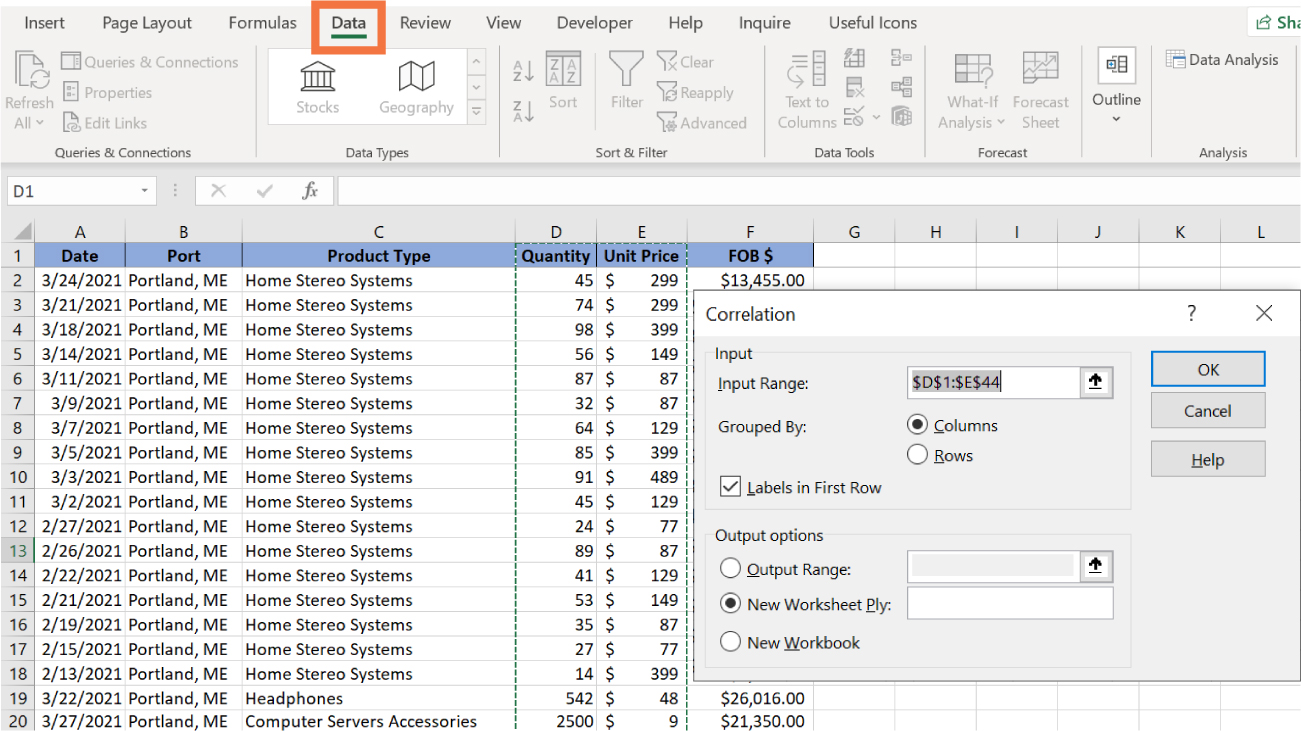 Insert Page Layout Formulas Data Review View Developer Help Inquire Useful Icons
Refresh All
Queries & Connections
Properties
Edit Links
Queries & Connections
Stocks Geography
Data Types
Sort
Filter
Clear
Reapply
Advanced
Sort & Filter
Text to
Columns
Data Tools
What-If
Analysis
Forecast
Sheet
Forecast
Outline
Data Analysis
Analysis
D1 fx
A B C D E F G H I J K L
1 Date Port Product Type Quantity Unit Price FOB $
2 3/24/2021 Portland, ME Home Stereo Systems 45 $ 299 $13,455.00
3 3/21/2021 Portland, ME Home Stereo Systems 74 $ 299
4 3/18/2021 Portland, ME Home Stereo Systems 98 $ 399
5 3/14/2021 Portland, ME Home Stereo Systems 56 $ 149
6 3/11/2021 Portland, ME Home Stereo Systems 87 $ 87
7 3/9/2021 Portland, ME Home Stereo Systems 32 $ 87
8 3/7/2021 Portland, ME Home Stereo Systems 64 $ 129
9 3/5/2021 Portland, ME Home Stereo Systems 85 $ 399
10 3/3/2021 Portland, ME Home Stereo Systems 91 $ 489
11 3/2/2021 Portland, ME Home Stereo Systems 45 $ 129
12 2/27/2021 Portland, ME Home Stereo Systems 24 $ 77
13 2/26/2021 Portland, ME Home Stereo Systems 89 $ 87
14 2/22/2021 Portland, ME Home Stereo Systems 41 $ 129
15 2/21/2021 Portland, ME Home Stereo Systems 53 $ 149
16 2/19/2021 Portland, ME Home Stereo Systems 35 $ 87
17 2/15/2021 Portland, ME Home Stereo Systems 27 $ 77
18 2/13/2021 Portland, ME Home Stereo Systems 14 $ 399
19 3/22/2021 Portland, ME Headphones 542 $ 48 $26,016.00
20 3/27/2021 Portland, ME Computer Servers Accessories 2500 $ 9 $21,350.00
Correlation ?
Input
Input Range: $D$1:$E$44
Grouped By: Columns
Rows
Labels in First Row
Output options
Output Range:
New Worksheet Ply:
New Workbook
OK
Cancel
Help